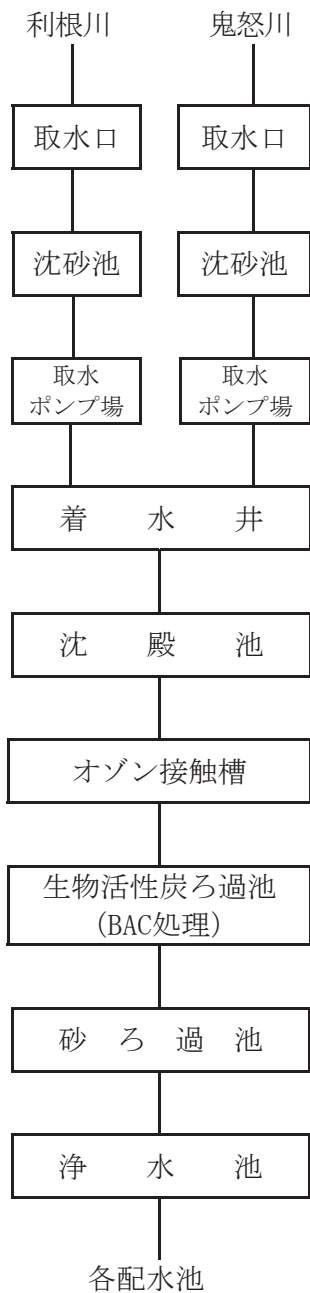 利根川
鬼怒川
取水口
取水口
沈砂池
沈砂池
取水
ポンプ場
取水
ポンプ場
着水井
沈殿池
オゾン接触槽
生物活性炭ろ過池
(BAC処理)
砂ろ過池
浄水池
各配水池